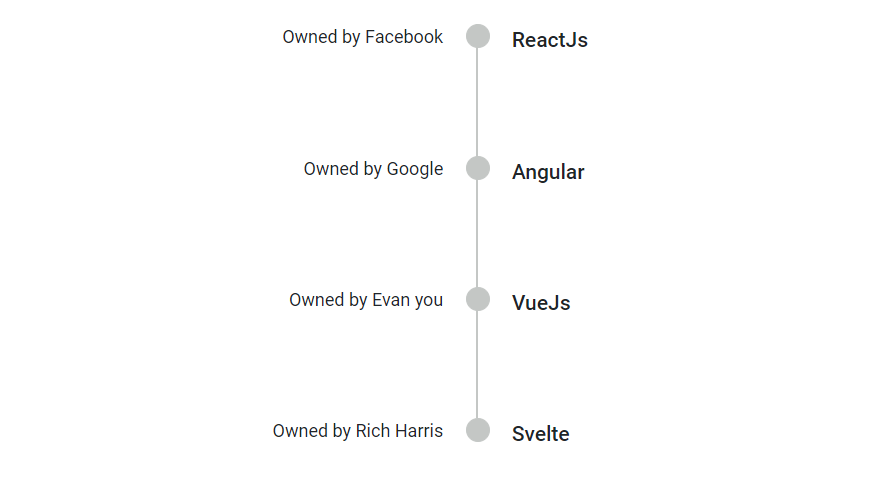 Owned by Facebook ReactJs
Owned by Google Angular
Owned by Evan you VueJs
Owned by Rich Harris Svelte